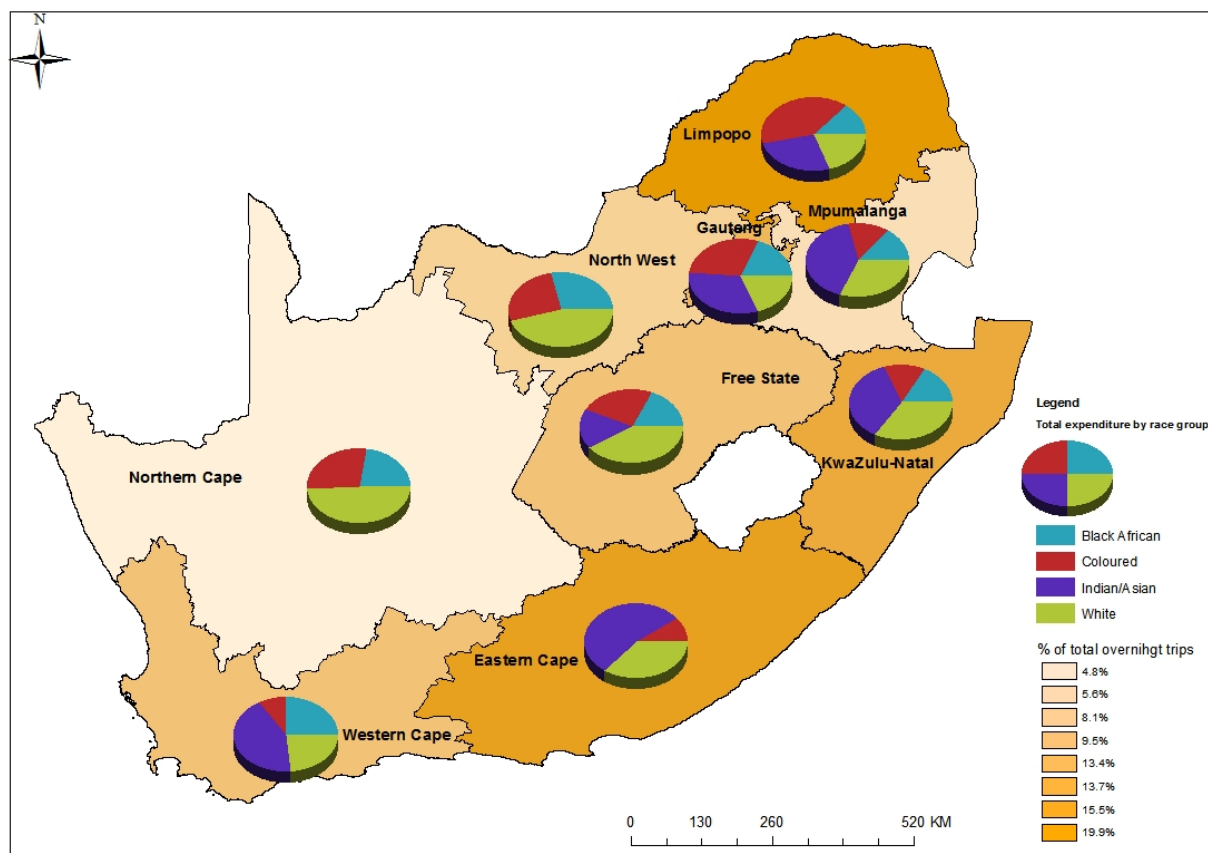 N
Limpopo
Mpumalanga
Gauteng
North West
Free State
KwaZulu-Natal
Northern Cape
Eastern Cape
Western Cape
Legend
Total expenditure by race group
Black African
Coloured
Indian/Asian
White
% of total overnihgt trips
4.8%
5.6%
8.1%
9.5%
13.4%
13.7%
15.5%
19.9%
0 130 260 520 KM